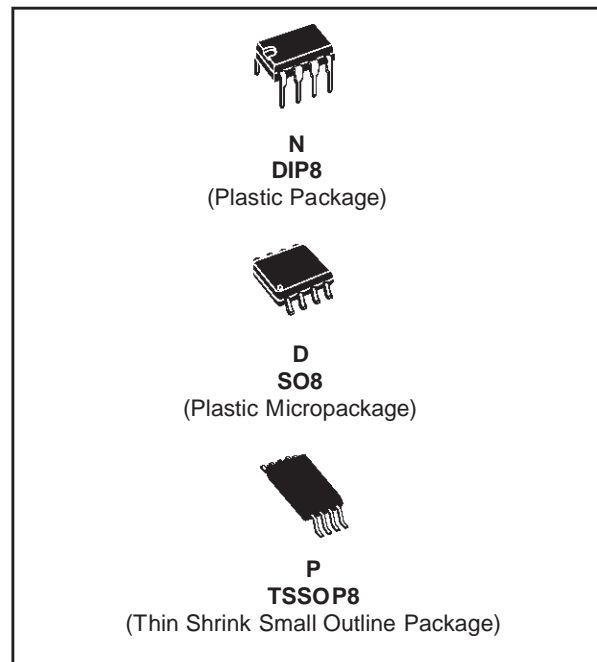 N
DIP8
(Plastic Package)
D
SO8
(Plastic Micropackage)
P
TSSOP8
(Thin Shrink Small Outline Package)